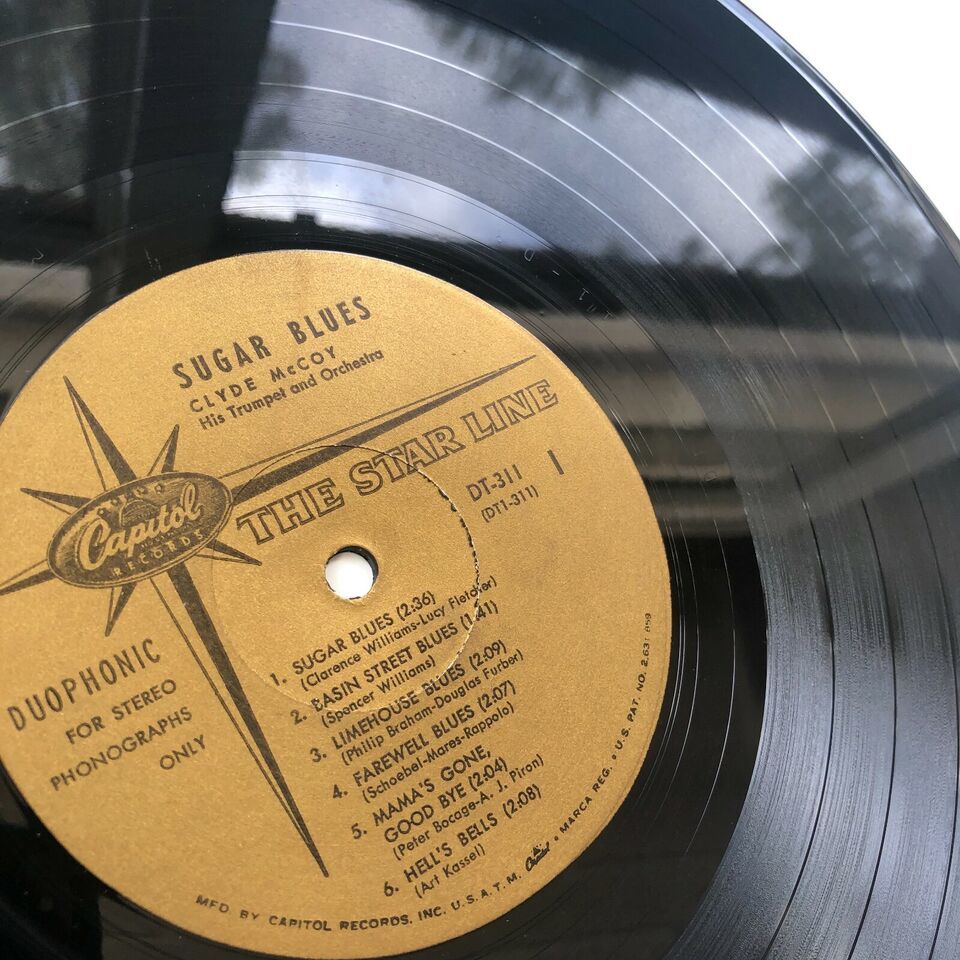 SUGAR BLUES
CLYDE McCOY
His Trumpet and Orchestra
THE STAR LINE
DT-311
(DT1-311)
1
Capitol
RECORDS
DUOPHONIC
FOR STEREO
PHONOGRAPHS
ONLY
1. SUGAR BLUES (2:36)
(Clarence Williams-Lucy Fletcher)
2. BASIN STREET BLUES (1:41)
(Spencer Williams)
3. LIMEHOUSE BLUES (2:09)
(Philip Braham-Douglas Furber)
4. FAREWELL BLUES (2:07)
(Schoebel-Mares-Rappolo)
5. MAMA'S GONE,
GOOD BYE (2:04)
(Peter Bocage-A. J. Piron)
6. HELL'S BELLS (2:08)
(Art Kassel)
MFD. BY CAPITOL RECORDS, INC. U.S.A. T.M. Capitol • MARCA REG. • U.S. PAT. NO. 2,631,859